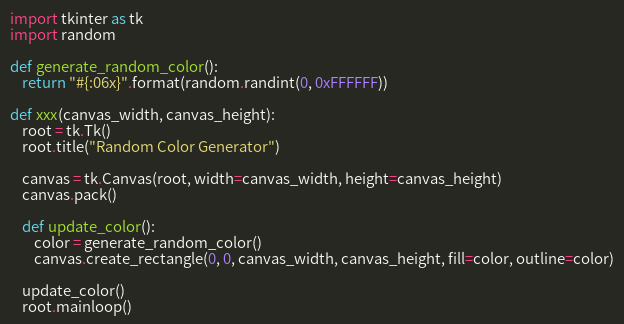 import tkinter as tk
import random

def generate_random_color():
    return "#{:06x}".format(random.randint(0, 0xFFFFFF))

def xxx(canvas_width, canvas_height):
    root = tk.Tk()
    root.title("Random Color Generator")

    canvas = tk.Canvas(root, width=canvas_width, height=canvas_height)
    canvas.pack()

    def update_color():
        color = generate_random_color()
        canvas.create_rectangle(0, 0, canvas_width, canvas_height, fill=color, outline=color)

    update_color()
    root.mainloop()